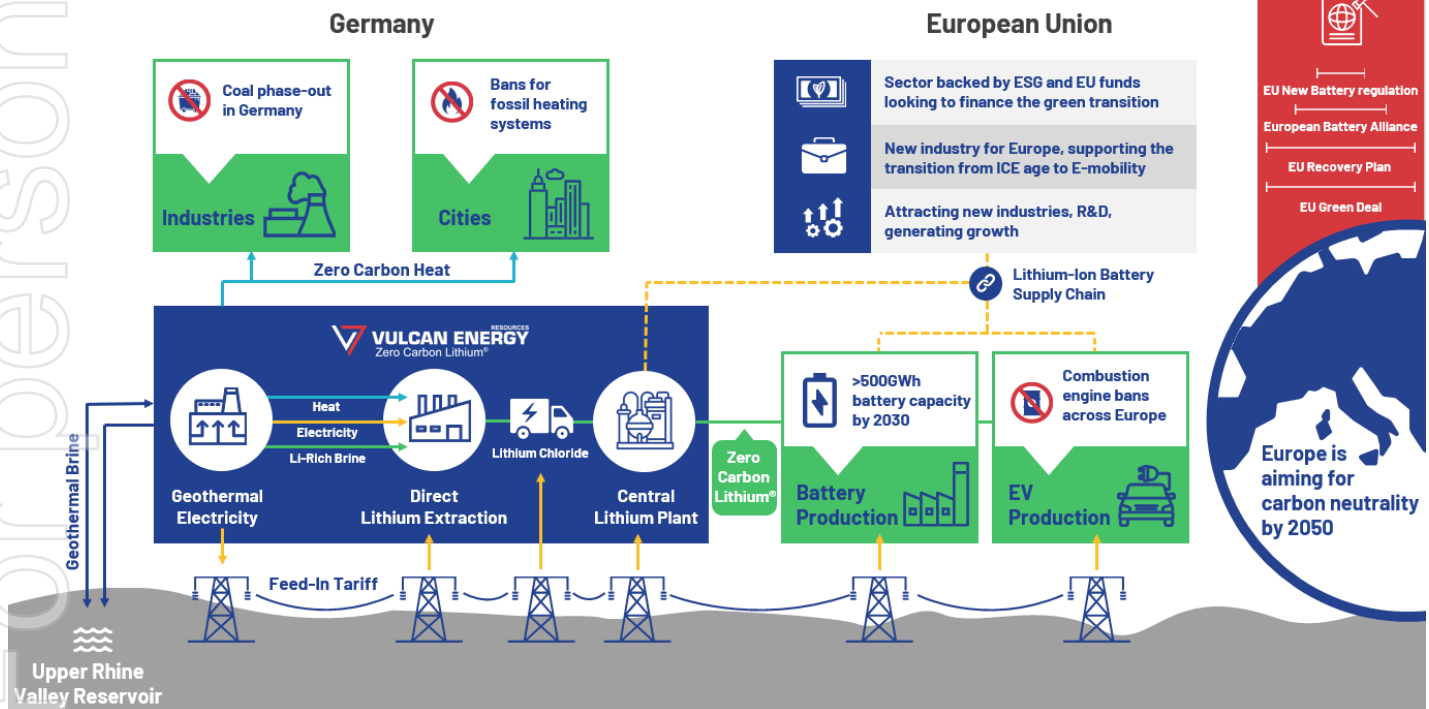 Germany
European Union
Coal phase-out
in Germany
Industries
Bans for
fossil heating
systems
Cities
Zero Carbon Heat
Sector backed by ESG and EU funds
looking to finance the green transition
New industry for Europe, supporting the
transition from ICE age to E-mobility
Attracting new industries, R&D,
generating growth
Lithium-Ion Battery
Supply Chain
EU New Battery regulation
European Battery Alliance
EU Recovery Plan
EU Green Deal
VULCAN ENERGY
RESOURCES
Zero Carbon Lithium®
Heat
Electricity
Li-Rich Brine
Lithium Chloride
Geothermal
Electricity
Direct
Lithium Extraction
Central
Lithium Plant
Zero
Carbon
Lithium®
>500GWh
battery capacity
by 2030
Battery
Production
Combustion
engine bans
across Europe
EV
Production
Europe is
aiming for
carbon neutrality
by 2050
Geothermal Brine
Feed-In Tariff
Upper Rhine
Valley Reservoir
For person